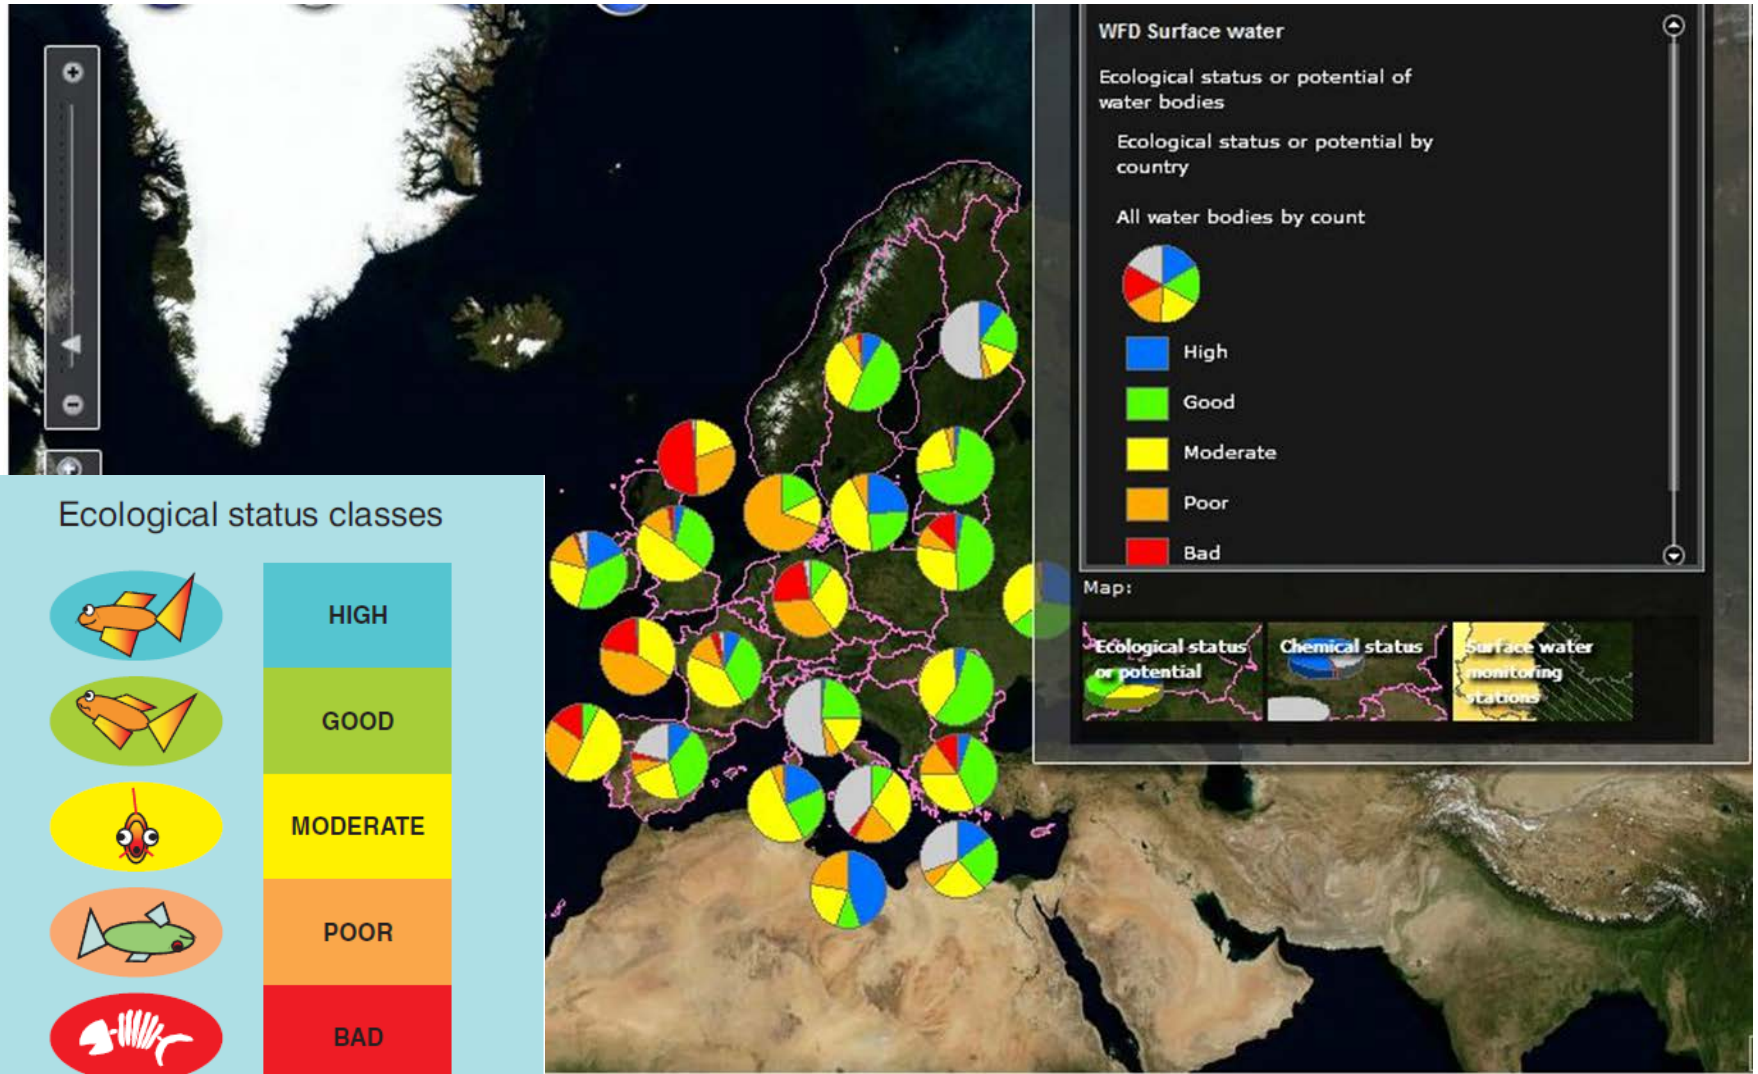 WFD Surface water
Ecological status or potential of
water bodies
Ecological status or potential by
country
All water bodies by count
High
Good
Moderate
Poor
Bad
Map:
Ecological status
or potential
Chemical status
Surface water
monitoring
stations
Ecological status classes
HIGH
GOOD
MODERATE
POOR
BAD